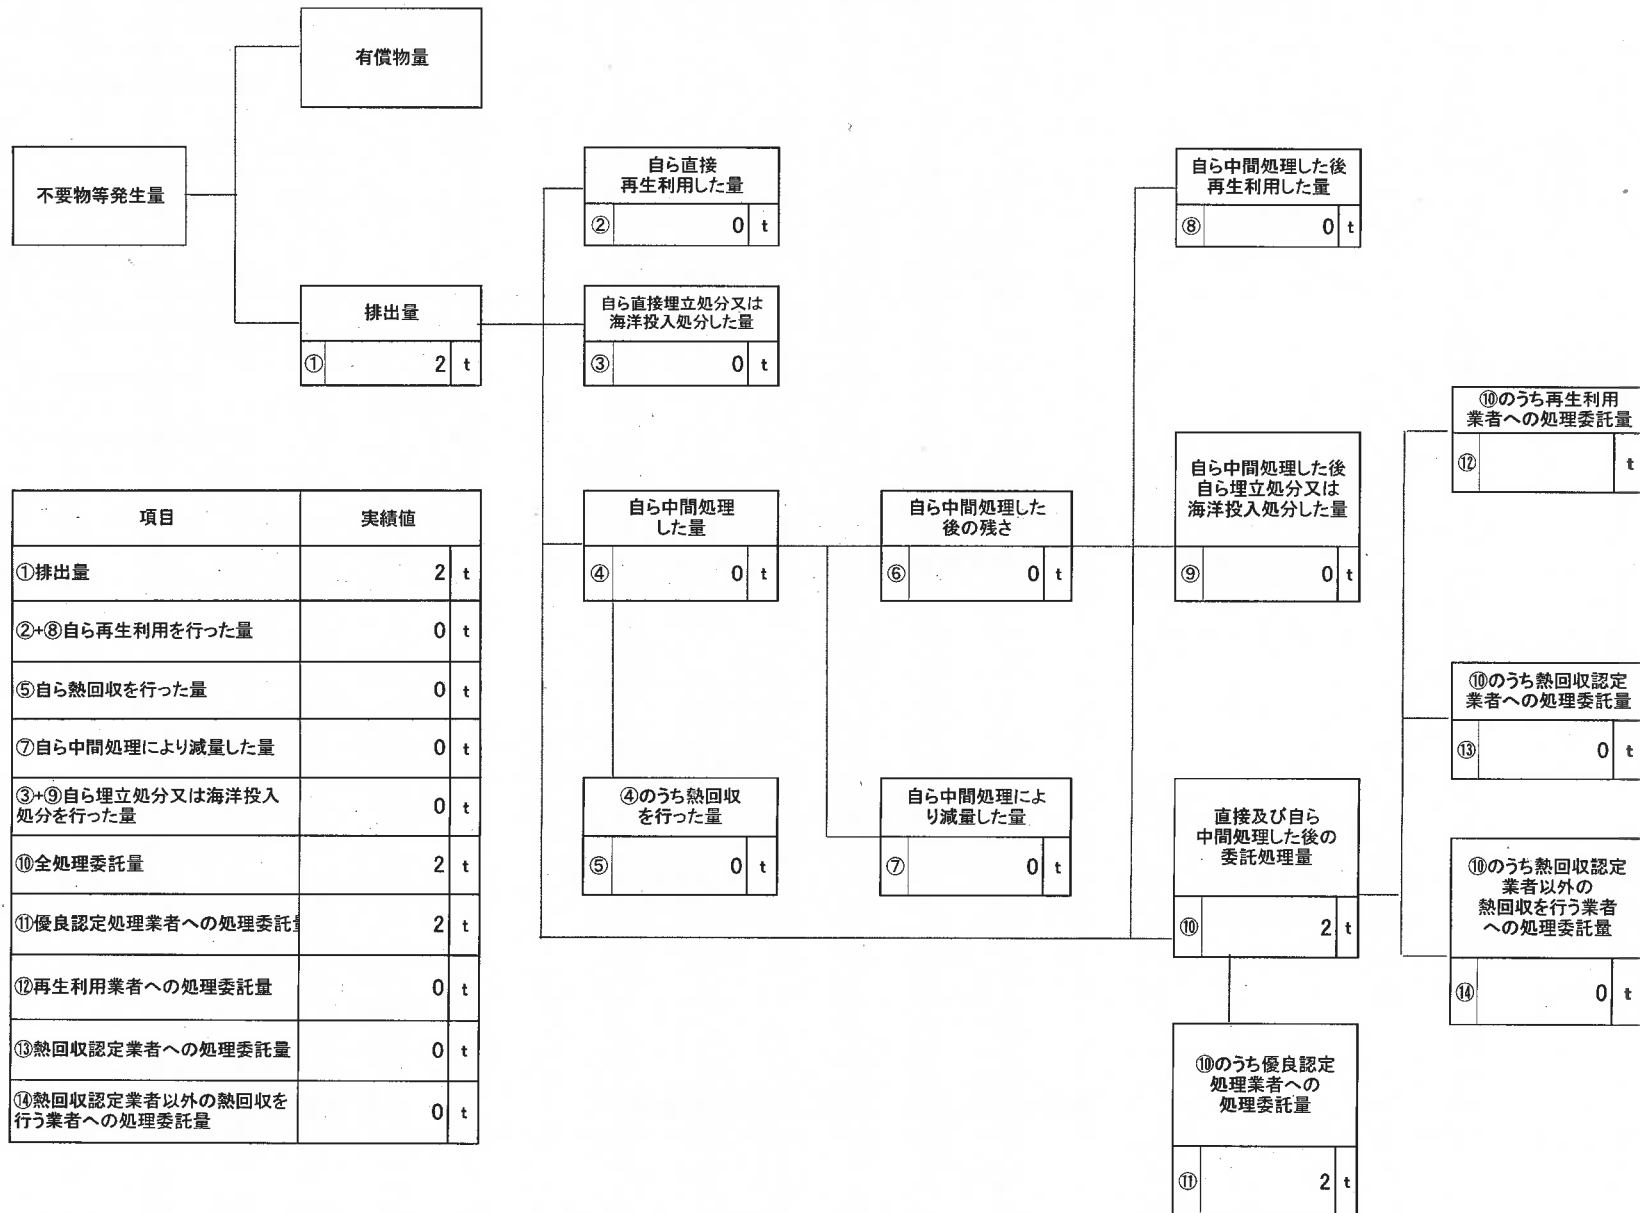 有償物量
不要物等発生量
排出量
① 2 t
自ら直接
再生利用した量
② 0 t
自ら直接埋立処分又は
海洋投入処分した量
③ 0 t
自ら中間処理
した量
④ 0 t
④のうち熱回収
を行った量
⑤ 0 t
自ら中間処理した
後の残さ
⑥ 0 t
自ら中間処理によ
り減量した量
⑦ 0 t
自ら中間処理した後
再生利用した量
⑧ 0 t
自ら中間処理した後
自ら埋立処分又は
海洋投入処分した量
⑨ 0 t
直接及び自ら
中間処理した後の
委託処理量
⑩ 2 t
⑩のうち優良認定
処理業者への
処理委託量
⑪ 2 t
⑩のうち再生利用
業者への処理委託量
⑫ t
⑩のうち熱回収認定
業者への処理委託量
⑬ 0 t
⑩のうち熱回収認定
業者以外の
熱回収を行う業者
への処理委託量
⑭ 0 t
項目 実績値
①排出量 2 t
②+⑧自ら再生利用を行った量 0 t
⑤自ら熱回収を行った量 0 t
⑦自ら中間処理により減量した量 0 t
③+⑨自ら埋立処分又は海洋投入
処分を行った量 0 t
⑩全処理委託量 2 t
⑪優良認定処理業者への処理委託 2 t
⑫再生利用業者への処理委託量 0 t
⑬熱回収認定業者への処理委託量 0 t
⑭熱回収認定業者以外の熱回収を
行う業者への処理委託量 0 t